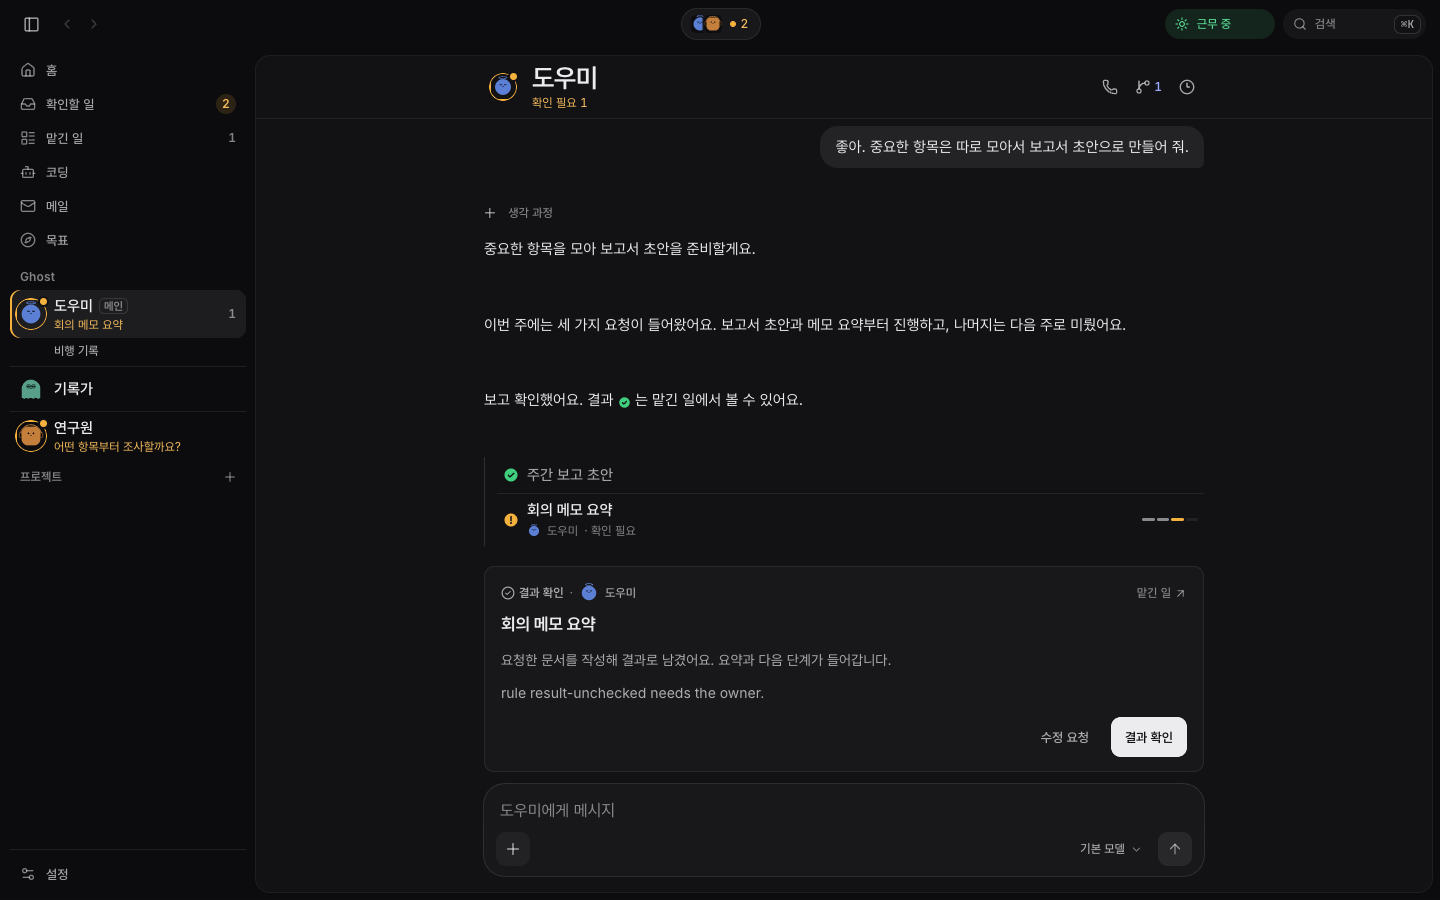 2
근무 중
검색
⌘K
홈
확인할 일
2
맡긴 일
1
코딩
메일
목표
Ghost
도우미 메인
회의 메모 요약
1
비행 기록
기록가
연구원
어떤 항목부터 조사할까요?
프로젝트
설정
도우미
확인 필요 1
1
좋아. 중요한 항목은 따로 모아서 보고서 초안으로 만들어 줘.
생각 과정
중요한 항목을 모아 보고서 초안을 준비할게요.
이번 주에는 세 가지 요청이 들어왔어요. 보고서 초안과 메모 요약부터 진행하고, 나머지는 다음 주로 미뤘어요.
보고 확인했어요. 결과 는 맡긴 일에서 볼 수 있어요.
주간 보고 초안
회의 메모 요약
도우미 · 확인 필요
결과 확인 · 도우미
맡긴 일
회의 메모 요약
요청한 문서를 작성해 결과로 남겼어요. 요약과 다음 단계가 들어갑니다.
rule result-unchecked needs the owner.
수정 요청
결과 확인
도우미에게 메시지
기본 모델